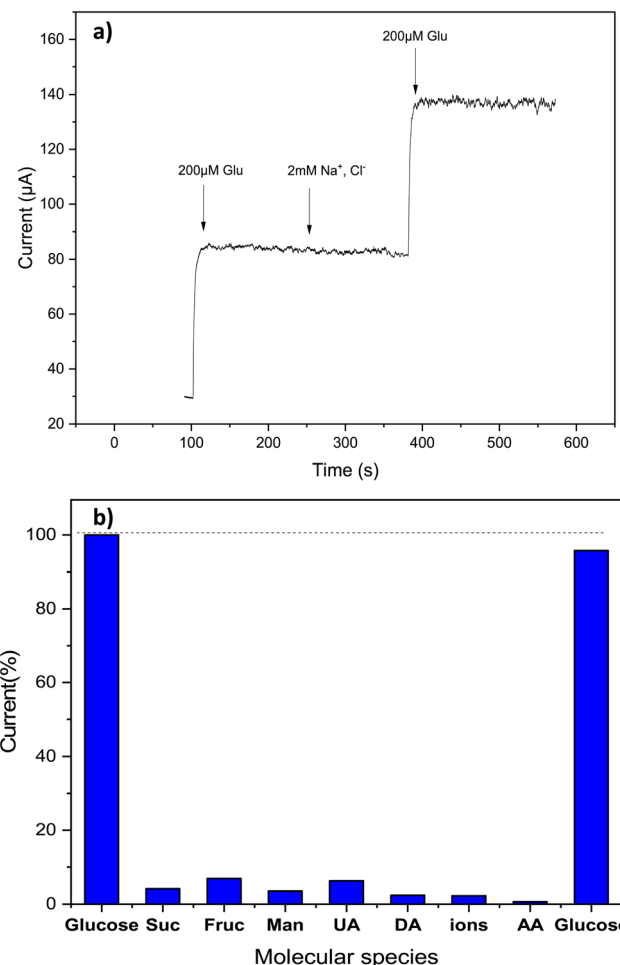 a)
200µM Glu
200µM Glu
2mM Na⁺, Cl⁻
Current (µA)
160
140
120
100
80
60
40
20
0 100 200 300 400 500 600
Time (s)
b)
Current(%)
100
80
60
40
20
0
Glucose Suc Fruc Man UA DA ions AA Glucose
Molecular species